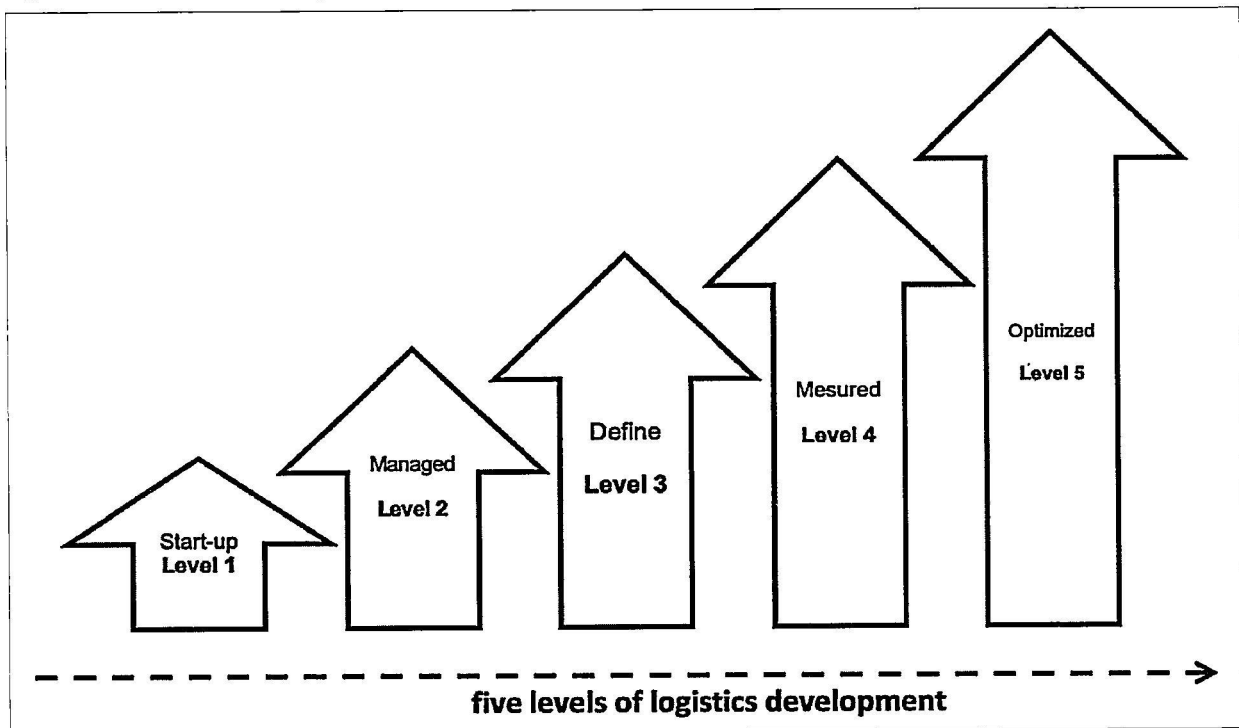 Start-up
Level 1
Managed
Level 2
Define
Level 3
Mesured
Level 4
Optimized
Level 5
five levels of logistics development